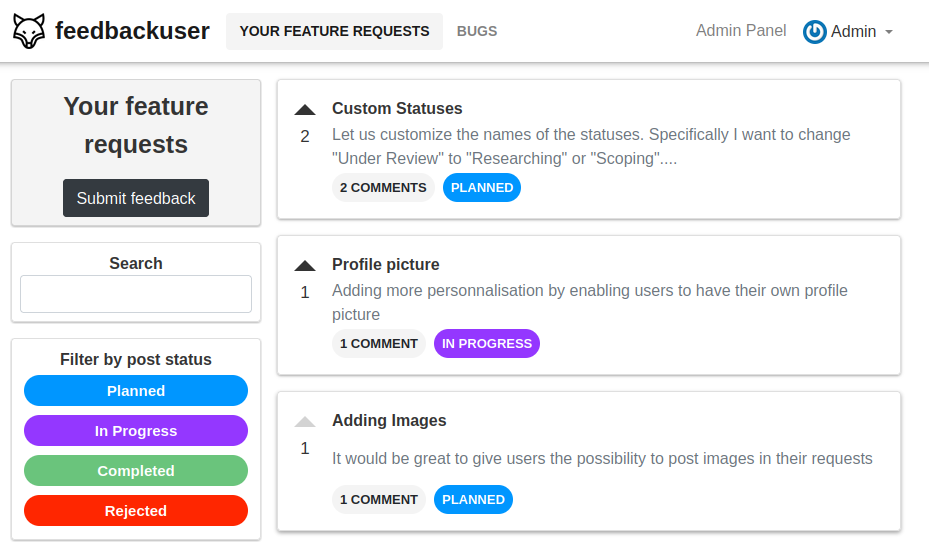 feedbackuser
YOUR FEATURE REQUESTS
BUGS
Admin Panel
Admin
Your feature
requests
Submit feedback
Search
Filter by post status
Planned
In Progress
Completed
Rejected
Custom Statuses
2
Let us customize the names of the statuses. Specifically I want to change
"Under Review" to "Researching" or "Scoping"....
2 COMMENTS
PLANNED
Profile picture
1
Adding more personnalisation by enabling users to have their own profile
picture
1 COMMENT
IN PROGRESS
Adding Images
1
It would be great to give users the possibility to post images in their requests
1 COMMENT
PLANNED